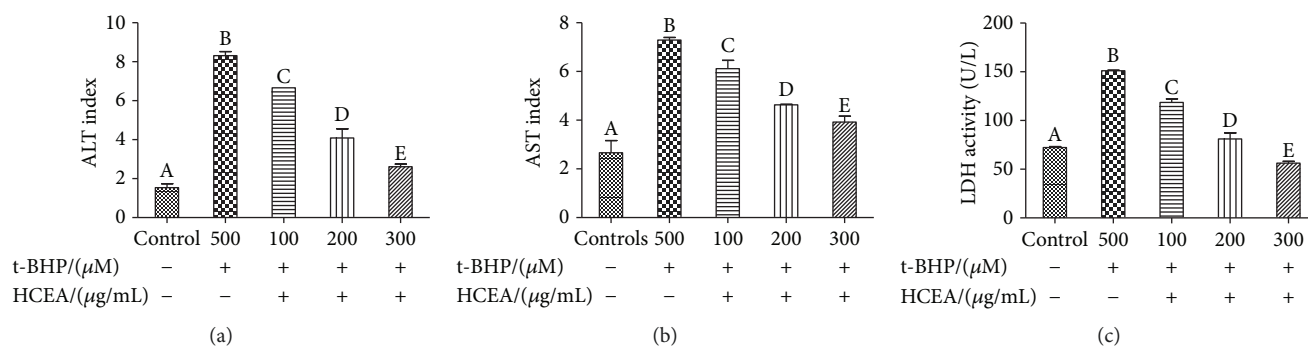 ALT index
10
8
6
4
2
0
A
B
C
D
E
Control 500 100 200 300
t-BHP/(μM) − + + + +
HCEA/(μg/mL) − − + + +
(a)
AST index
8
6
4
2
0
A
B
C
D
E
Controls 500 100 200 300
t-BHP/(μM) − + + + +
HCEA/(μg/mL) − − + + +
(b)
LDH activity (U/L)
200
150
100
50
0
A
B
C
D
E
Control 500 100 200 300
t-BHP/(μM) − + + + +
HCEA/(μg/mL) − − + + +
(c)